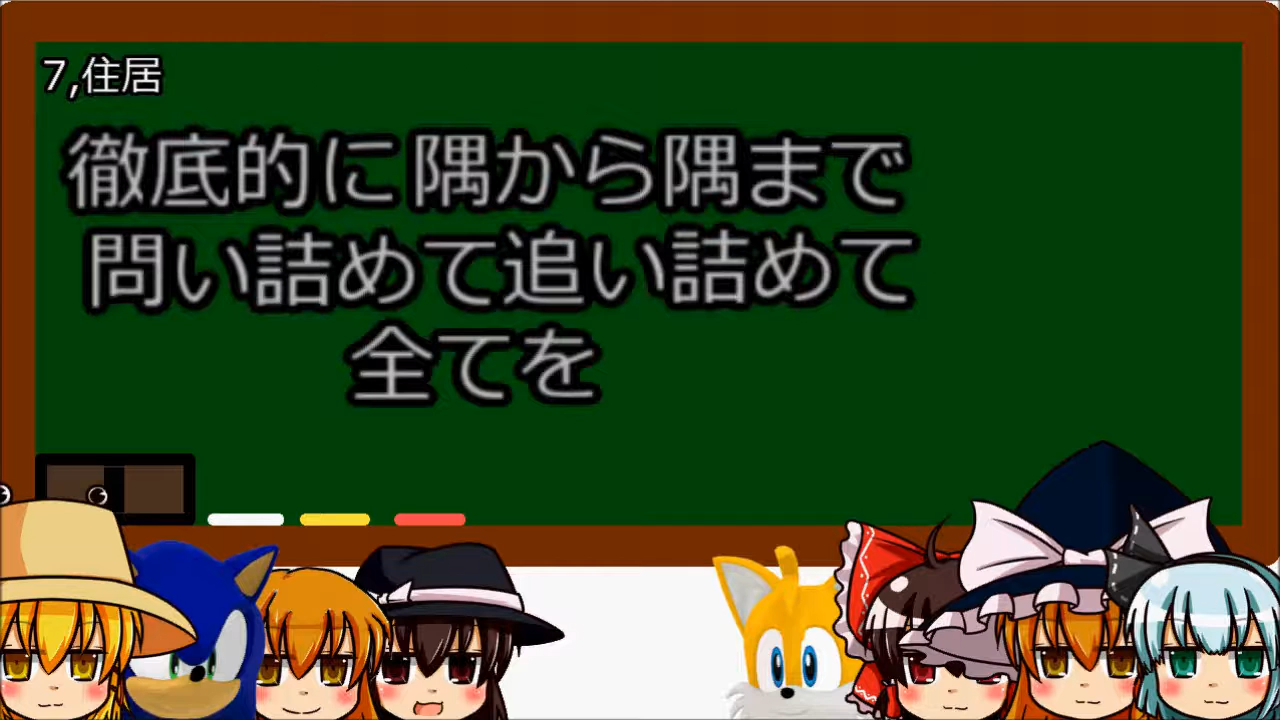 7,住居
徹底的に隅から隅まで
問い詰めて追い詰めて
全てを